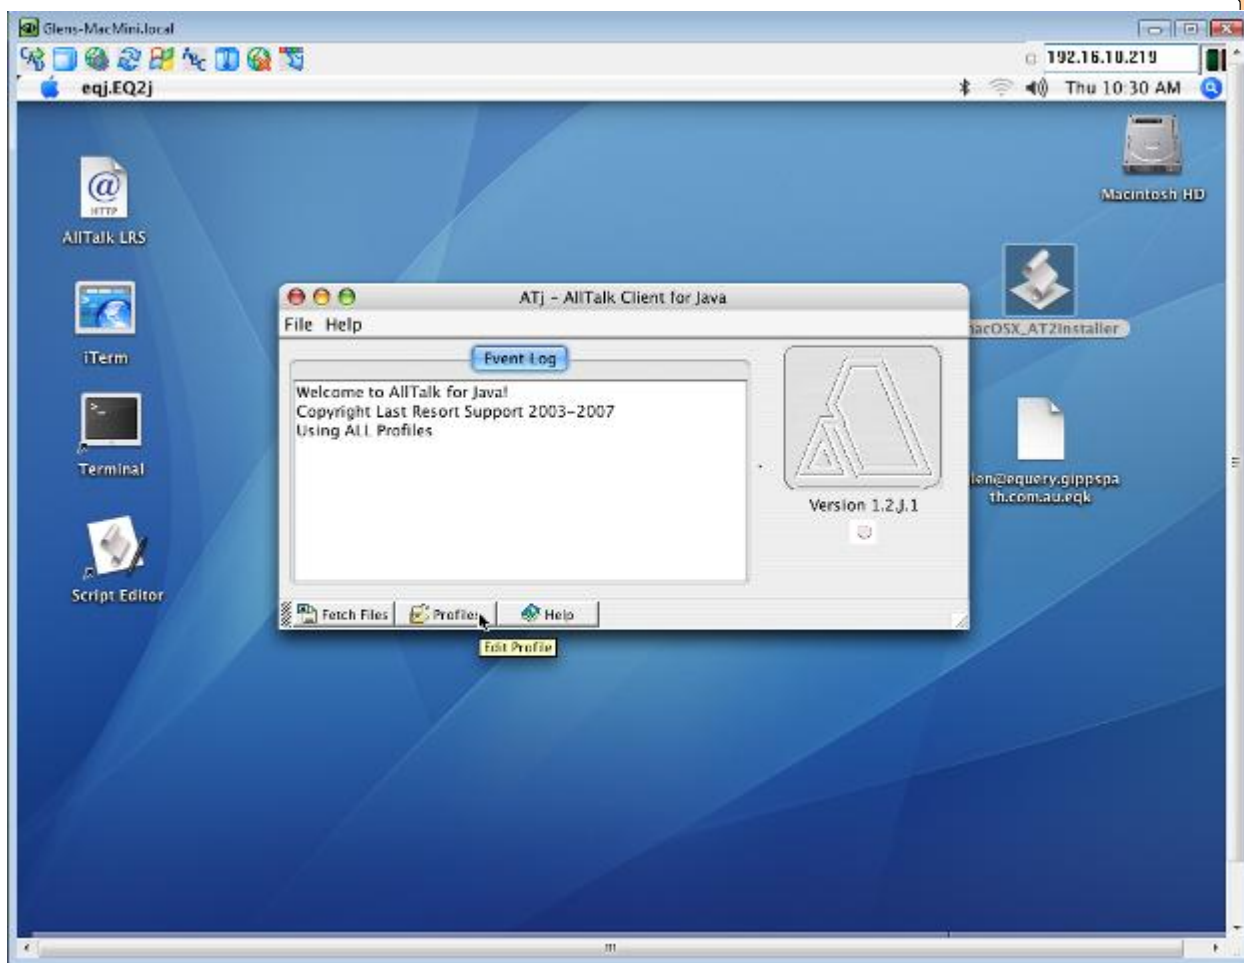 Glens-MacMini.local
192.16.10.219
eqj.EQ2j
Thu 10:30 AM
@
HTTP
AllTalk LRS
Macintosh HD
iTerm
Terminal
Script Editor
acOSX_AT2Installer
len@equery.gippspa
th.com.au.eqk
ATj - AllTalk Client for Java
File Help
Event Log
Welcome to AllTalk for Java!
Copyright Last Resort Support 2003-2007
Using ALL Profiles
Version 1.2.J.1
Fetch Files Profiles Help
Edit Profile